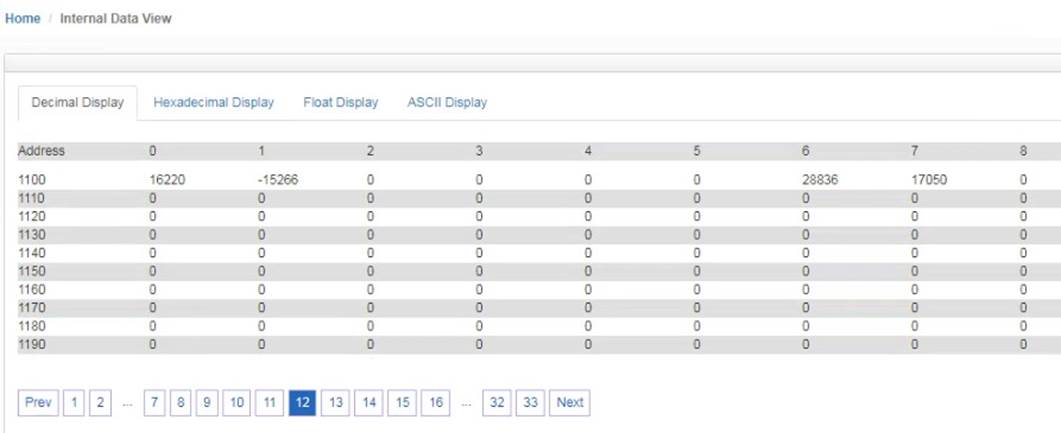 Home / Internal Data View
Decimal Display Hexadecimal Display Float Display ASCII Display
Address 0 1 2 3 4 5 6 7 8
1100 16220 -15266 0 0 0 0 28836 17050 0
1110 0 0 0 0 0 0 0 0 0
1120 0 0 0 0 0 0 0 0 0
1130 0 0 0 0 0 0 0 0 0
1140 0 0 0 0 0 0 0 0 0
1150 0 0 0 0 0 0 0 0 0
1160 0 0 0 0 0 0 0 0 0
1170 0 0 0 0 0 0 0 0 0
1180 0 0 0 0 0 0 0 0 0
1190 0 0 0 0 0 0 0 0 0
Prev 1 2 ... 7 8 9 10 11 12 13 14 15 16 ... 32 33 Next